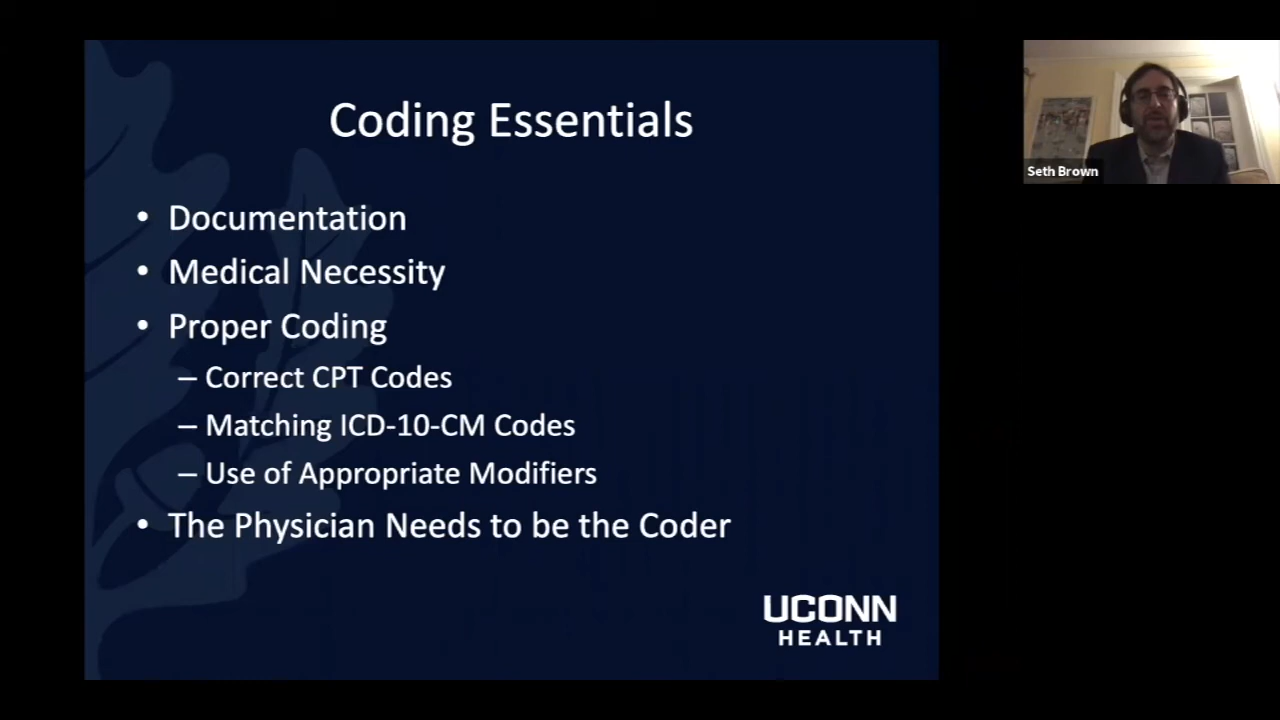 Coding Essentials
• Documentation
• Medical Necessity
• Proper Coding
– Correct CPT Codes
– Matching ICD-10-CM Codes
– Use of Appropriate Modifiers
• The Physician Needs to be the Coder
UCONN
HEALTH
Seth Brown